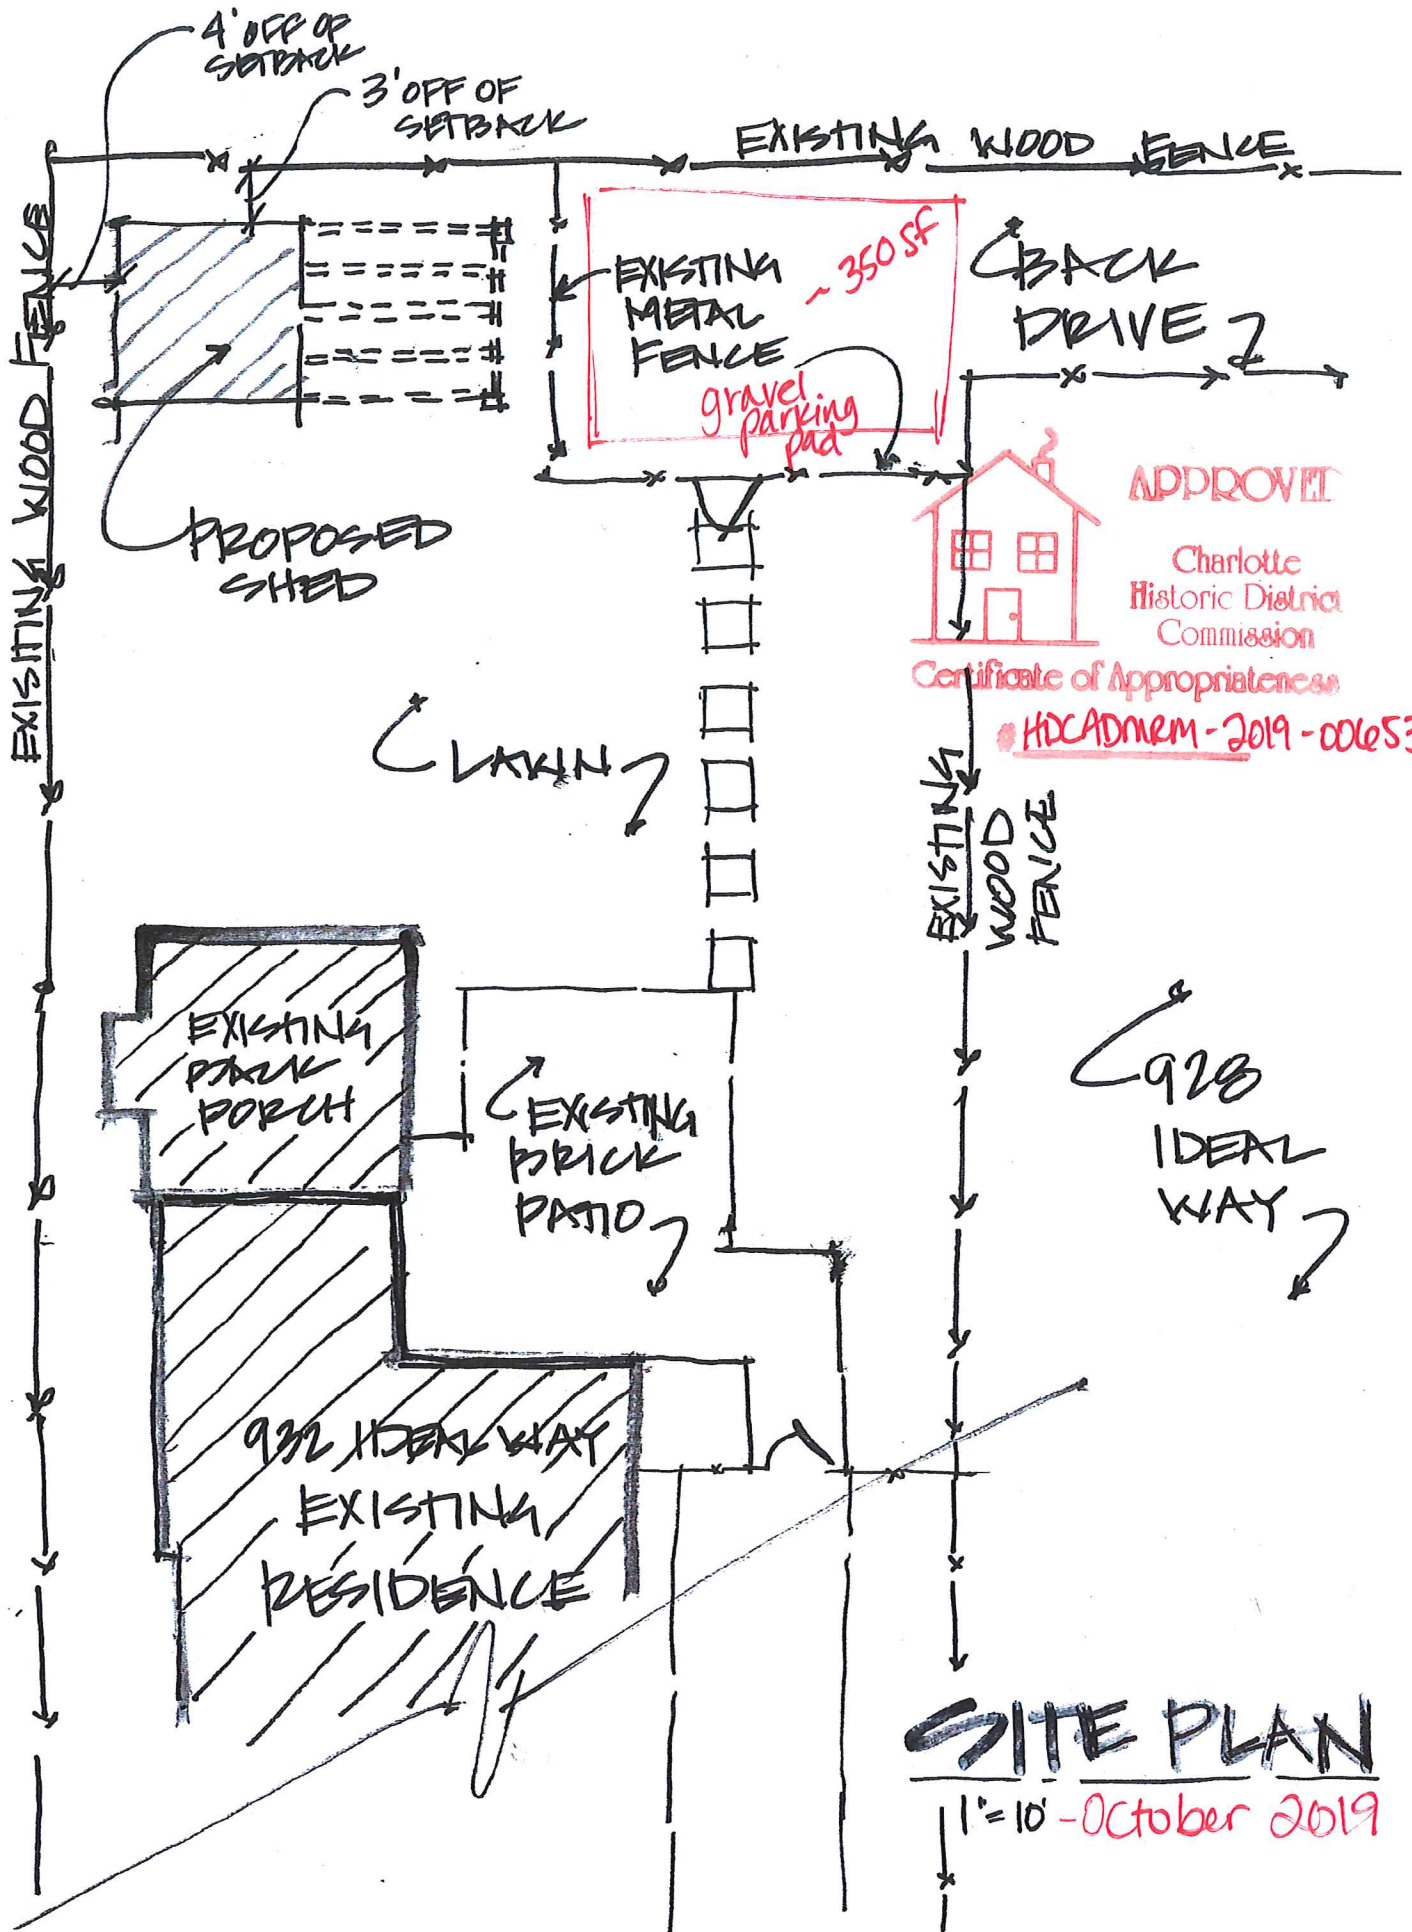 4' OFF OF
SETBACK
3' OFF OF
SETBACK
EXISTING WOOD FENCE
EXISITING WOOD FENCE
EXISTING
METAL
FENCE
~350 sf
gravel
parking
pad
BACK
DRIVE
PROPOSED
SHED
APPROVED
Charlotte
Historic District
Commission
Certificate of Appropriateness
HDCADMRM-2019-00653
LAWN
EXISTING
WOOD
FENCE
EXISTING
BACK
PORCH
EXISTING
BRICK
PATIO
928
IDEAL
WAY
932 IDEAL WAY
EXISTING
RESIDENCE
SITE PLAN
1"=10' - October 2019